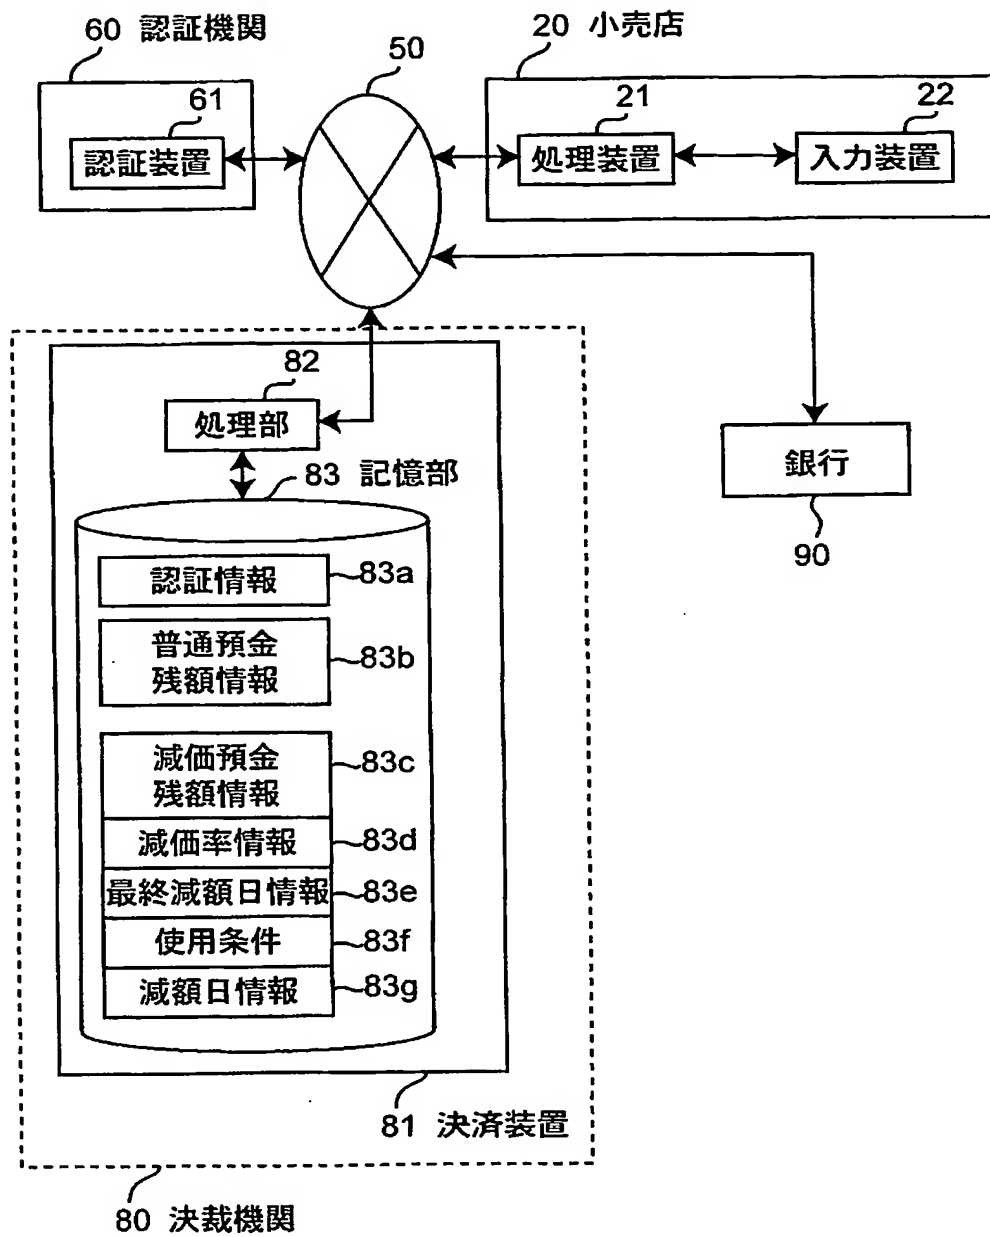 60 認証機関
50
20 小売店
61
認証装置
21
処理装置
22
入力装置
82
処理部
83 記憶部
認証情報
83a
普通預金
残額情報
83b
減価預金
残額情報
83c
減価率情報
83d
最終減額日情報
83e
使用条件
83f
減額日情報
83g
81 決済装置
80 決裁機関
銀行
90